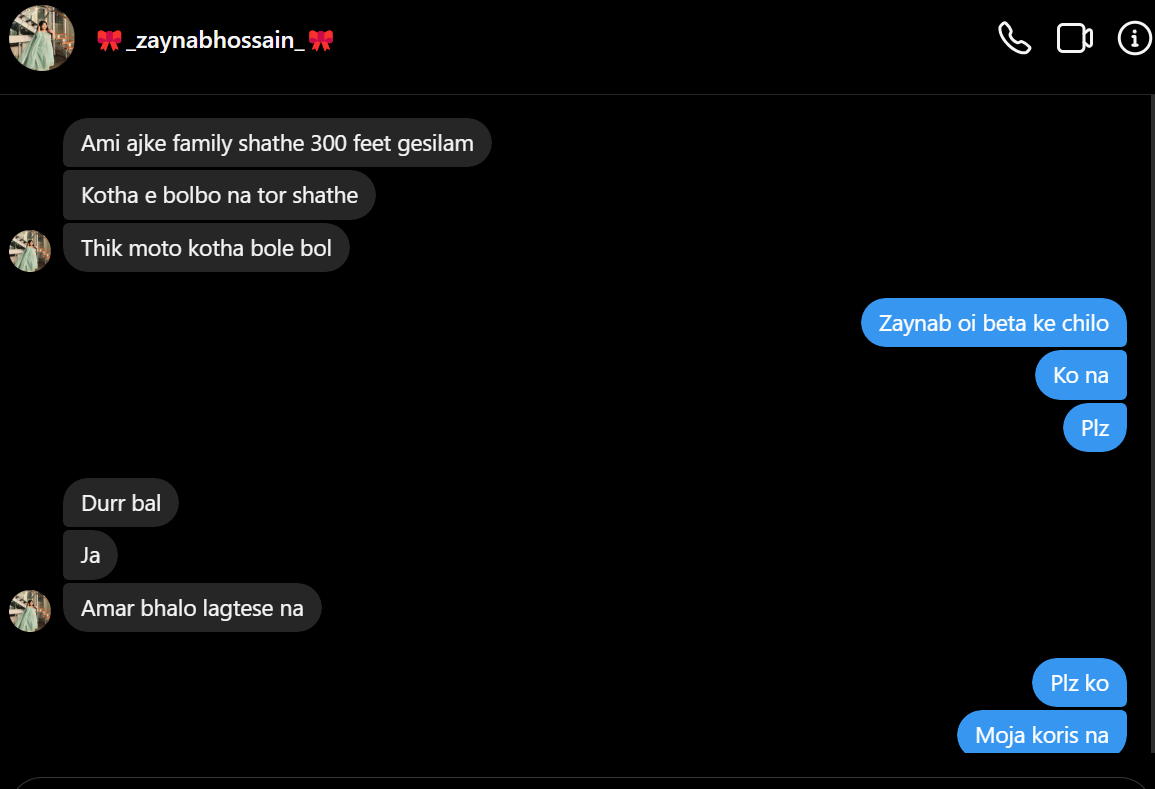 🎀 _zaynabhossain_ 🎀
Ami ajke family shathe 300 feet gesilam
Kotha e bolbo na tor shathe
Thik moto kotha bole bol
Zaynab oi beta ke chilo
Ko na
Plz
Durr bal
Ja
Amar bhalo lagtese na
Plz ko
Moja koris na